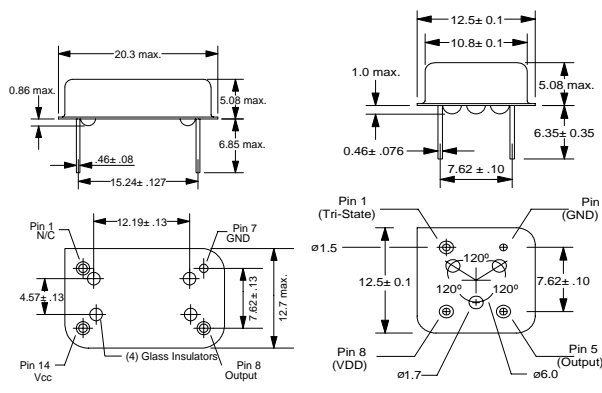 20.3 max.
0.86 max.
5.08 max.
6.85 max.
.46± .08
15.24± .127
12.5± 0.1
10.8± 0.1
1.0 max.
5.08 max.
6.35± 0.35
0.46± .076
7.62 ± .10
Pin 1
N/C
12.19± .13
Pin 7
GND
4.57± .13
7.62± .13
12.7 max.
Pin 14
Vcc
(4) Glass Insulators
Pin 8
Output
Pin 1
(Tri-State)
Pin
(GND)
ø1.5
120º
12.5± 0.1
120º
120º
7.62± .10
Pin 8
(VDD)
Pin 5
(Output)
ø1.7
ø6.0